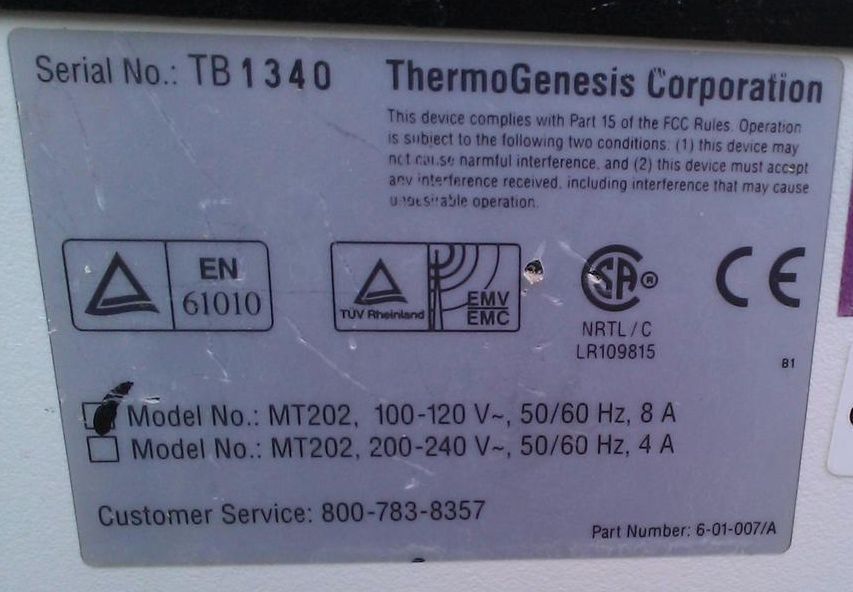 Serial No.: TB1340
ThermoGenesis Corporation
This device complies with Part 15 of the FCC Rules. Operation
is subject to the following two conditions: (1) this device may
not cause harmful interference, and (2) this device must accept
any interference received, including interference that may cause
undesirable operation.
EN
61010
TÜV Rheinland
EMV
EMC
SA®
NRTL/C
LR109815
CE
B1
Model No.: MT202, 100-120 V~, 50/60 Hz, 8 A
Model No.: MT202, 200-240 V~, 50/60 Hz, 4 A
Customer Service: 800-783-8357
Part Number: 6-01-007/A